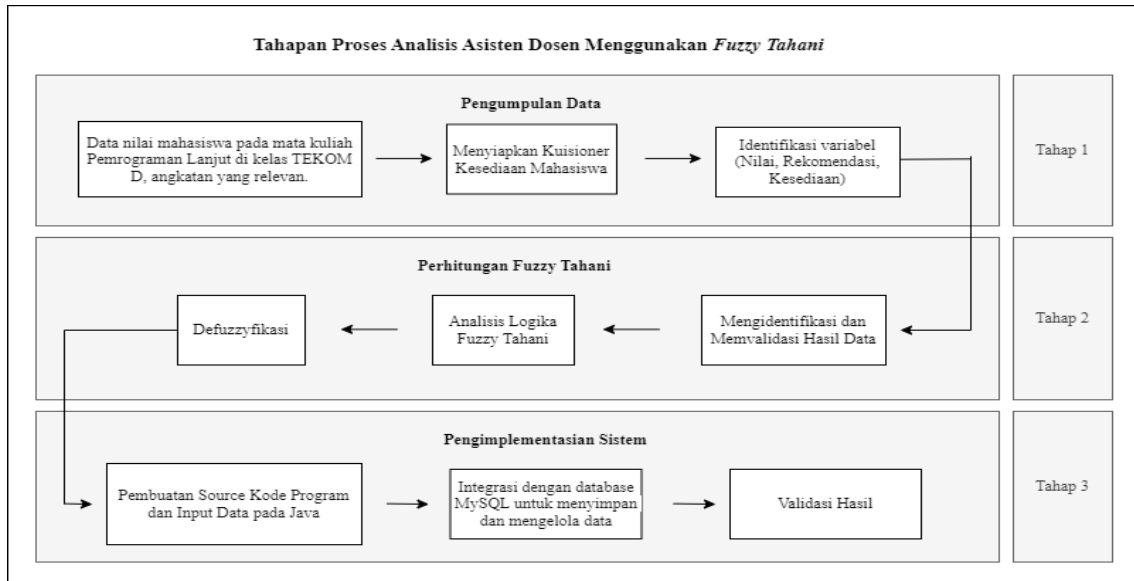 Tahapan Proses Analisis Asisten Dosen Menggunakan Fuzzy Tahani
Pengumpulan Data
Data nilai mahasiswa pada mata kuliah
Pemrograman Lanjut di kelas TEKOM
D, angkatan yang relevan.
Menyiapkan Kuisioner
Kesediaan Mahasiswa
Identifikasi variabel
(Nilai, Rekomendasi,
Kesediaan)
Tahap 1
Perhitungan Fuzzy Tahani
Defuzzyfikasi
Analisis Logika
Fuzzy Tahani
Mengidentifikasi dan
Memvalidasi Hasil Data
Tahap 2
Pengimplementasian Sistem
Pembuatan Source Kode Program
dan Input Data pada Java
Integrasi dengan database
MySQL untuk menyimpan
dan mengelola data
Validasi Hasil
Tahap 3